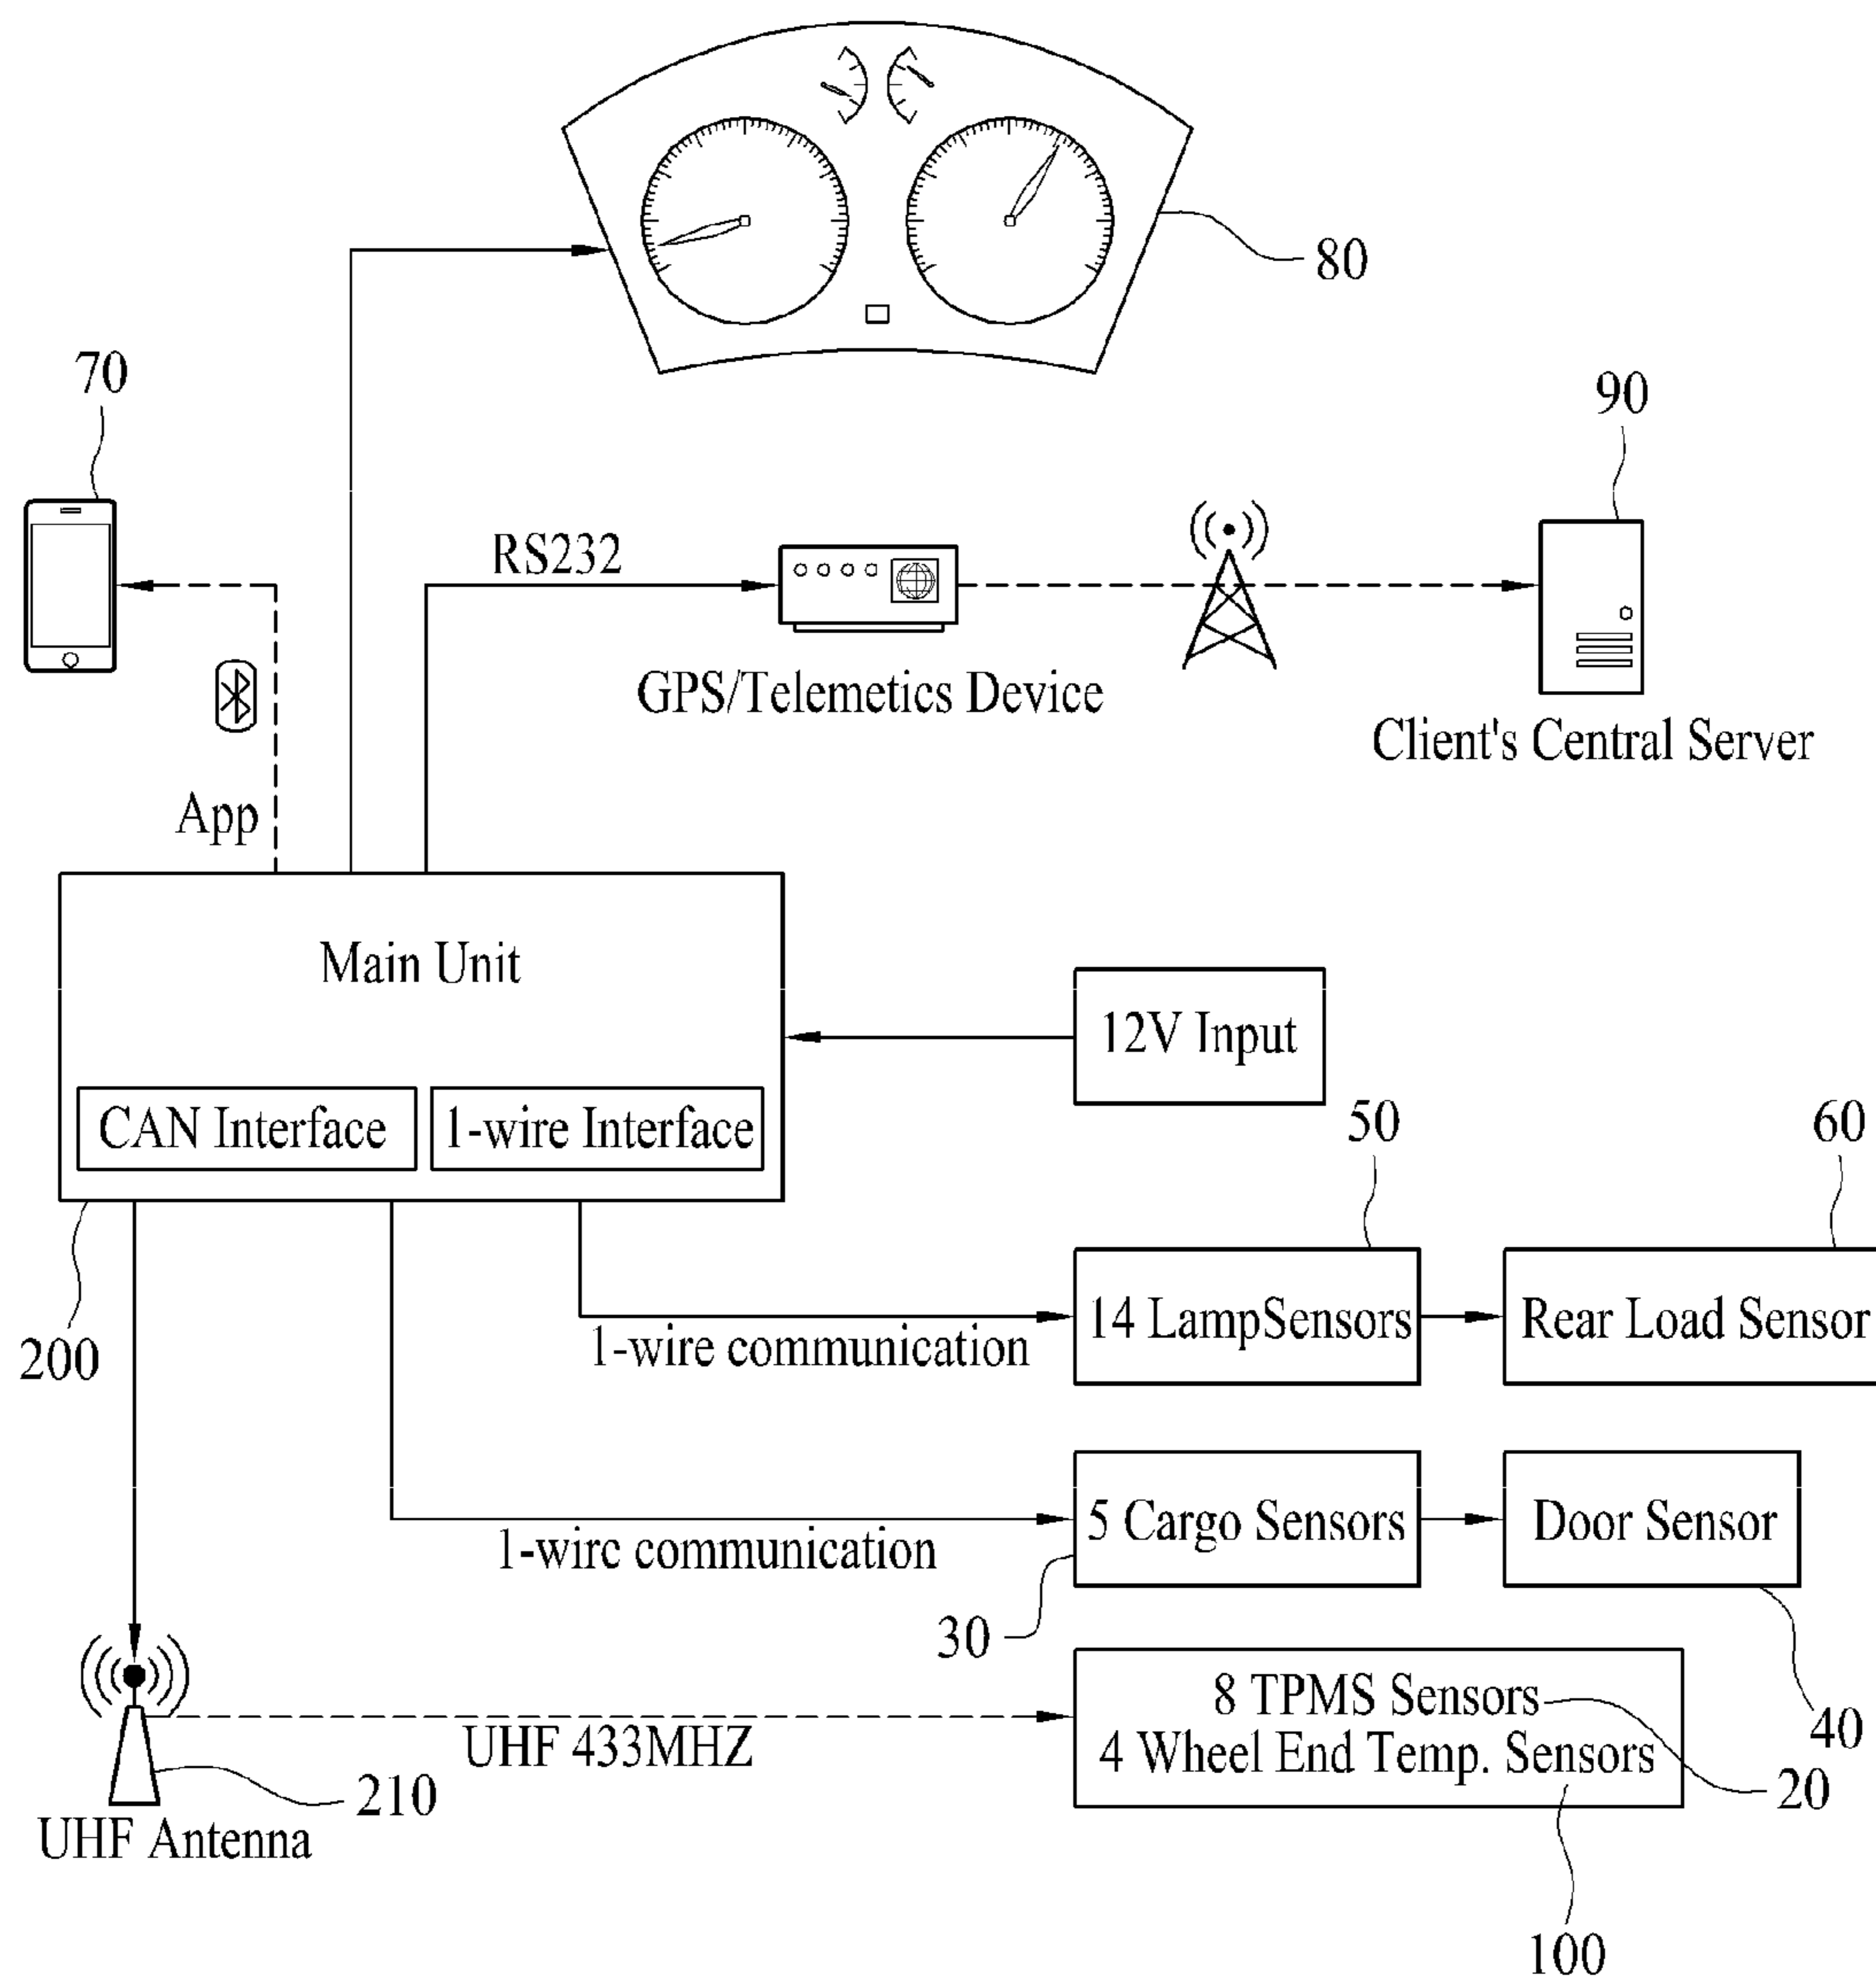 80
70
90
RS232
GPS/Telemetics Device
Client's Central Server
App
Main Unit
12V Input
CAN Interface
1-wire Interface
50
60
200
14 LampSensors
Rear Load Sensor
1-wire communication
5 Cargo Sensors
Door Sensor
1-wirc communication
30
8 TPMS Sensors
40
UHF 433MHZ
4 Wheel End Temp. Sensors
20
210
UHF Antenna
100